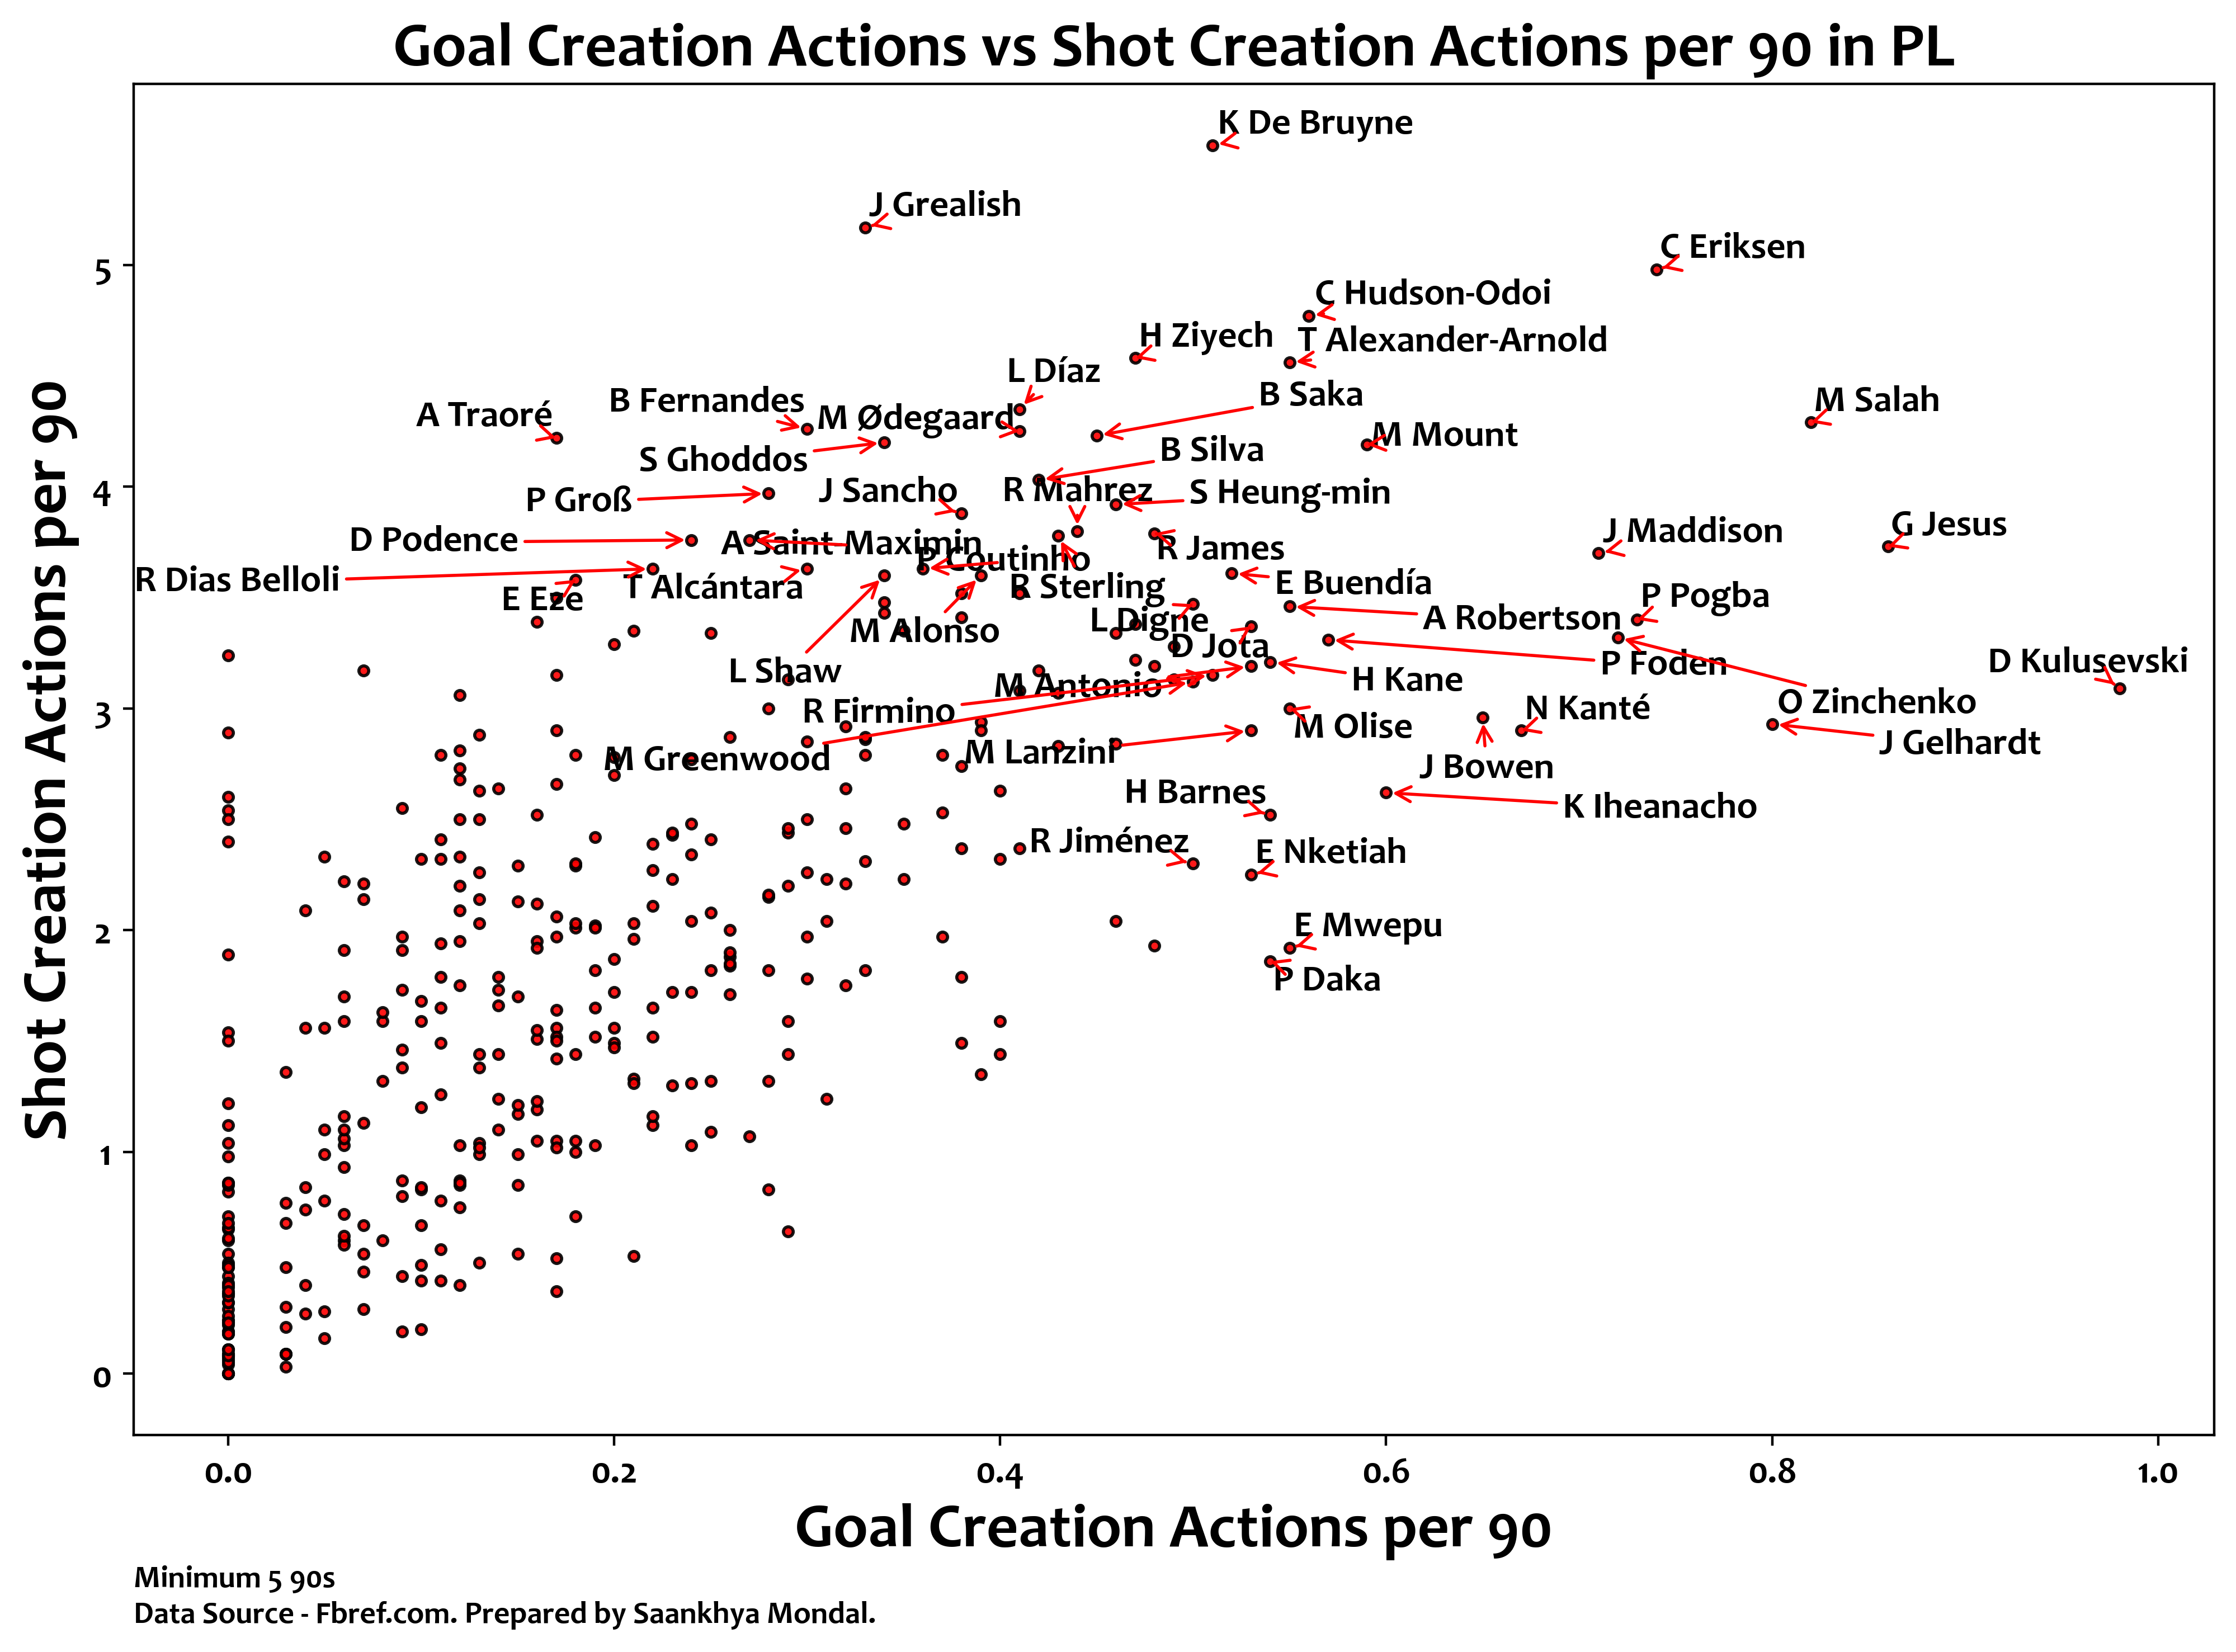 Goal Creation Actions vs Shot Creation Actions per 90 in PL
K De Bruyne
J Grealish
C Eriksen
C Hudson-Odoi
H Ziyech
T Alexander-Arnold
L Díaz
B Saka
M Salah
A Traoré
B Fernandes
M Ødegaard
M Mount
S Ghoddos
B Silva
P Groß
J Sancho
R Mahrez
S Heung-min
D Podence
A Saint-Maximin
P Coutinho
R James
J Maddison
G Jesus
R Dias Belloli
E Eze
T Alcántara
R Sterling
E Buendía
P Pogba
M Alonso
L Digne
A Robertson
D Jota
L Shaw
P Foden
D Kulusevski
M Antonio
H Kane
R Firmino
N Kanté
O Zinchenko
M Olise
J Gelhardt
M Greenwood
M Lanzini
J Bowen
H Barnes
K Iheanacho
R Jiménez
E Nketiah
E Mwepu
P Daka
5
4
3
2
1
0
Shot Creation Actions per 90
0.0 0.2 0.4 0.6 0.8 1.0
Goal Creation Actions per 90
Minimum 5 90s
Data Source - Fbref.com. Prepared by Saankhya Mondal.